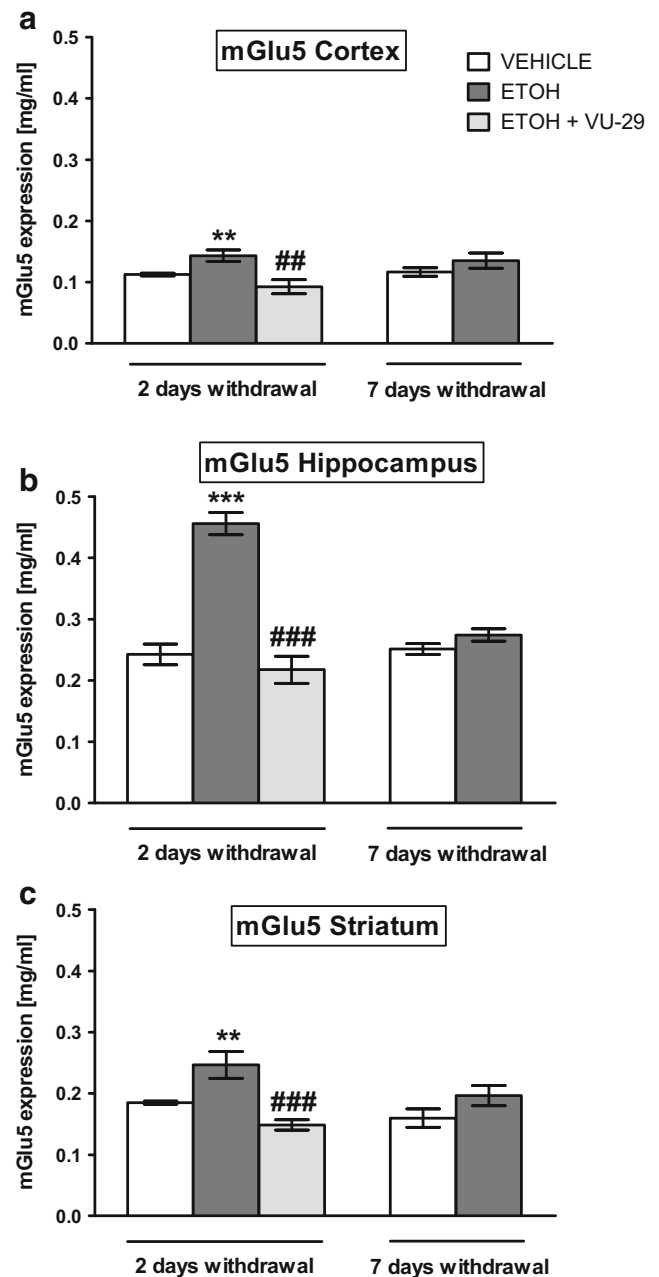 a
mGlu5 Cortex
VEHICLE
ETOH
ETOH + VU-29
mGlu5 expression [mg/ml]
0.5
0.4
0.3
0.2
0.1
0.0
**
##
2 days withdrawal
7 days withdrawal
b
mGlu5 Hippocampus
mGlu5 expression [mg/ml]
0.5
0.4
0.3
0.2
0.1
0.0
***
###
2 days withdrawal
7 days withdrawal
c
mGlu5 Striatum
mGlu5 expression [mg/ml]
0.5
0.4
0.3
0.2
0.1
0.0
**
###
2 days withdrawal
7 days withdrawal